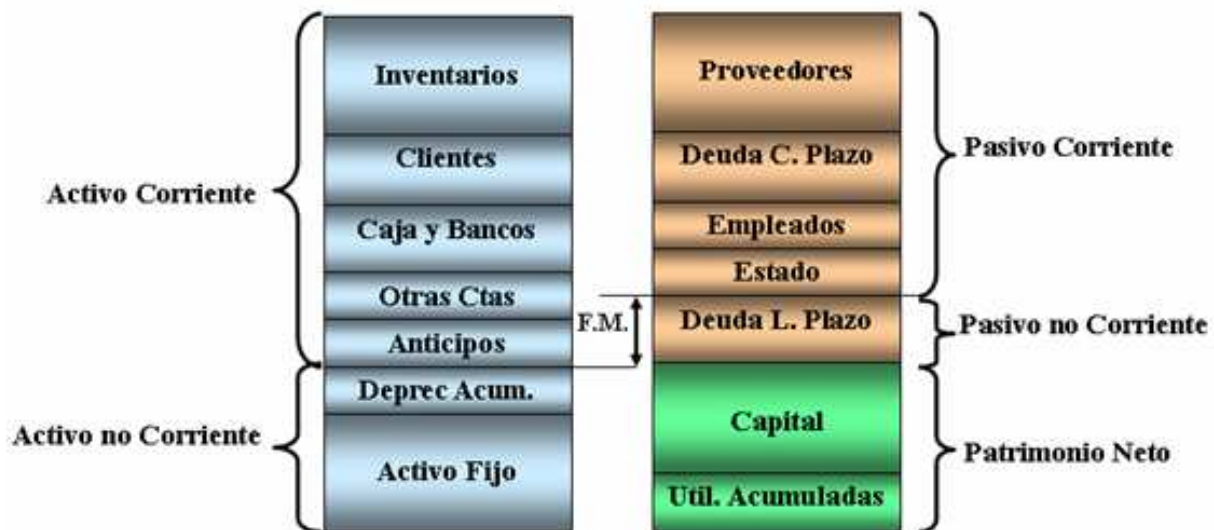 Activo Corriente
Activo no Corriente
Inventarios
Clientes
Caja y Bancos
Otras Ctas
Anticipos
Deprec Acum.
Activo Fijo
F.M.
Proveedores
Deuda C. Plazo
Empleados
Estado
Deuda L. Plazo
Capital
Util. Acumuladas
Pasivo Corriente
Pasivo no Corriente
Patrimonio Neto